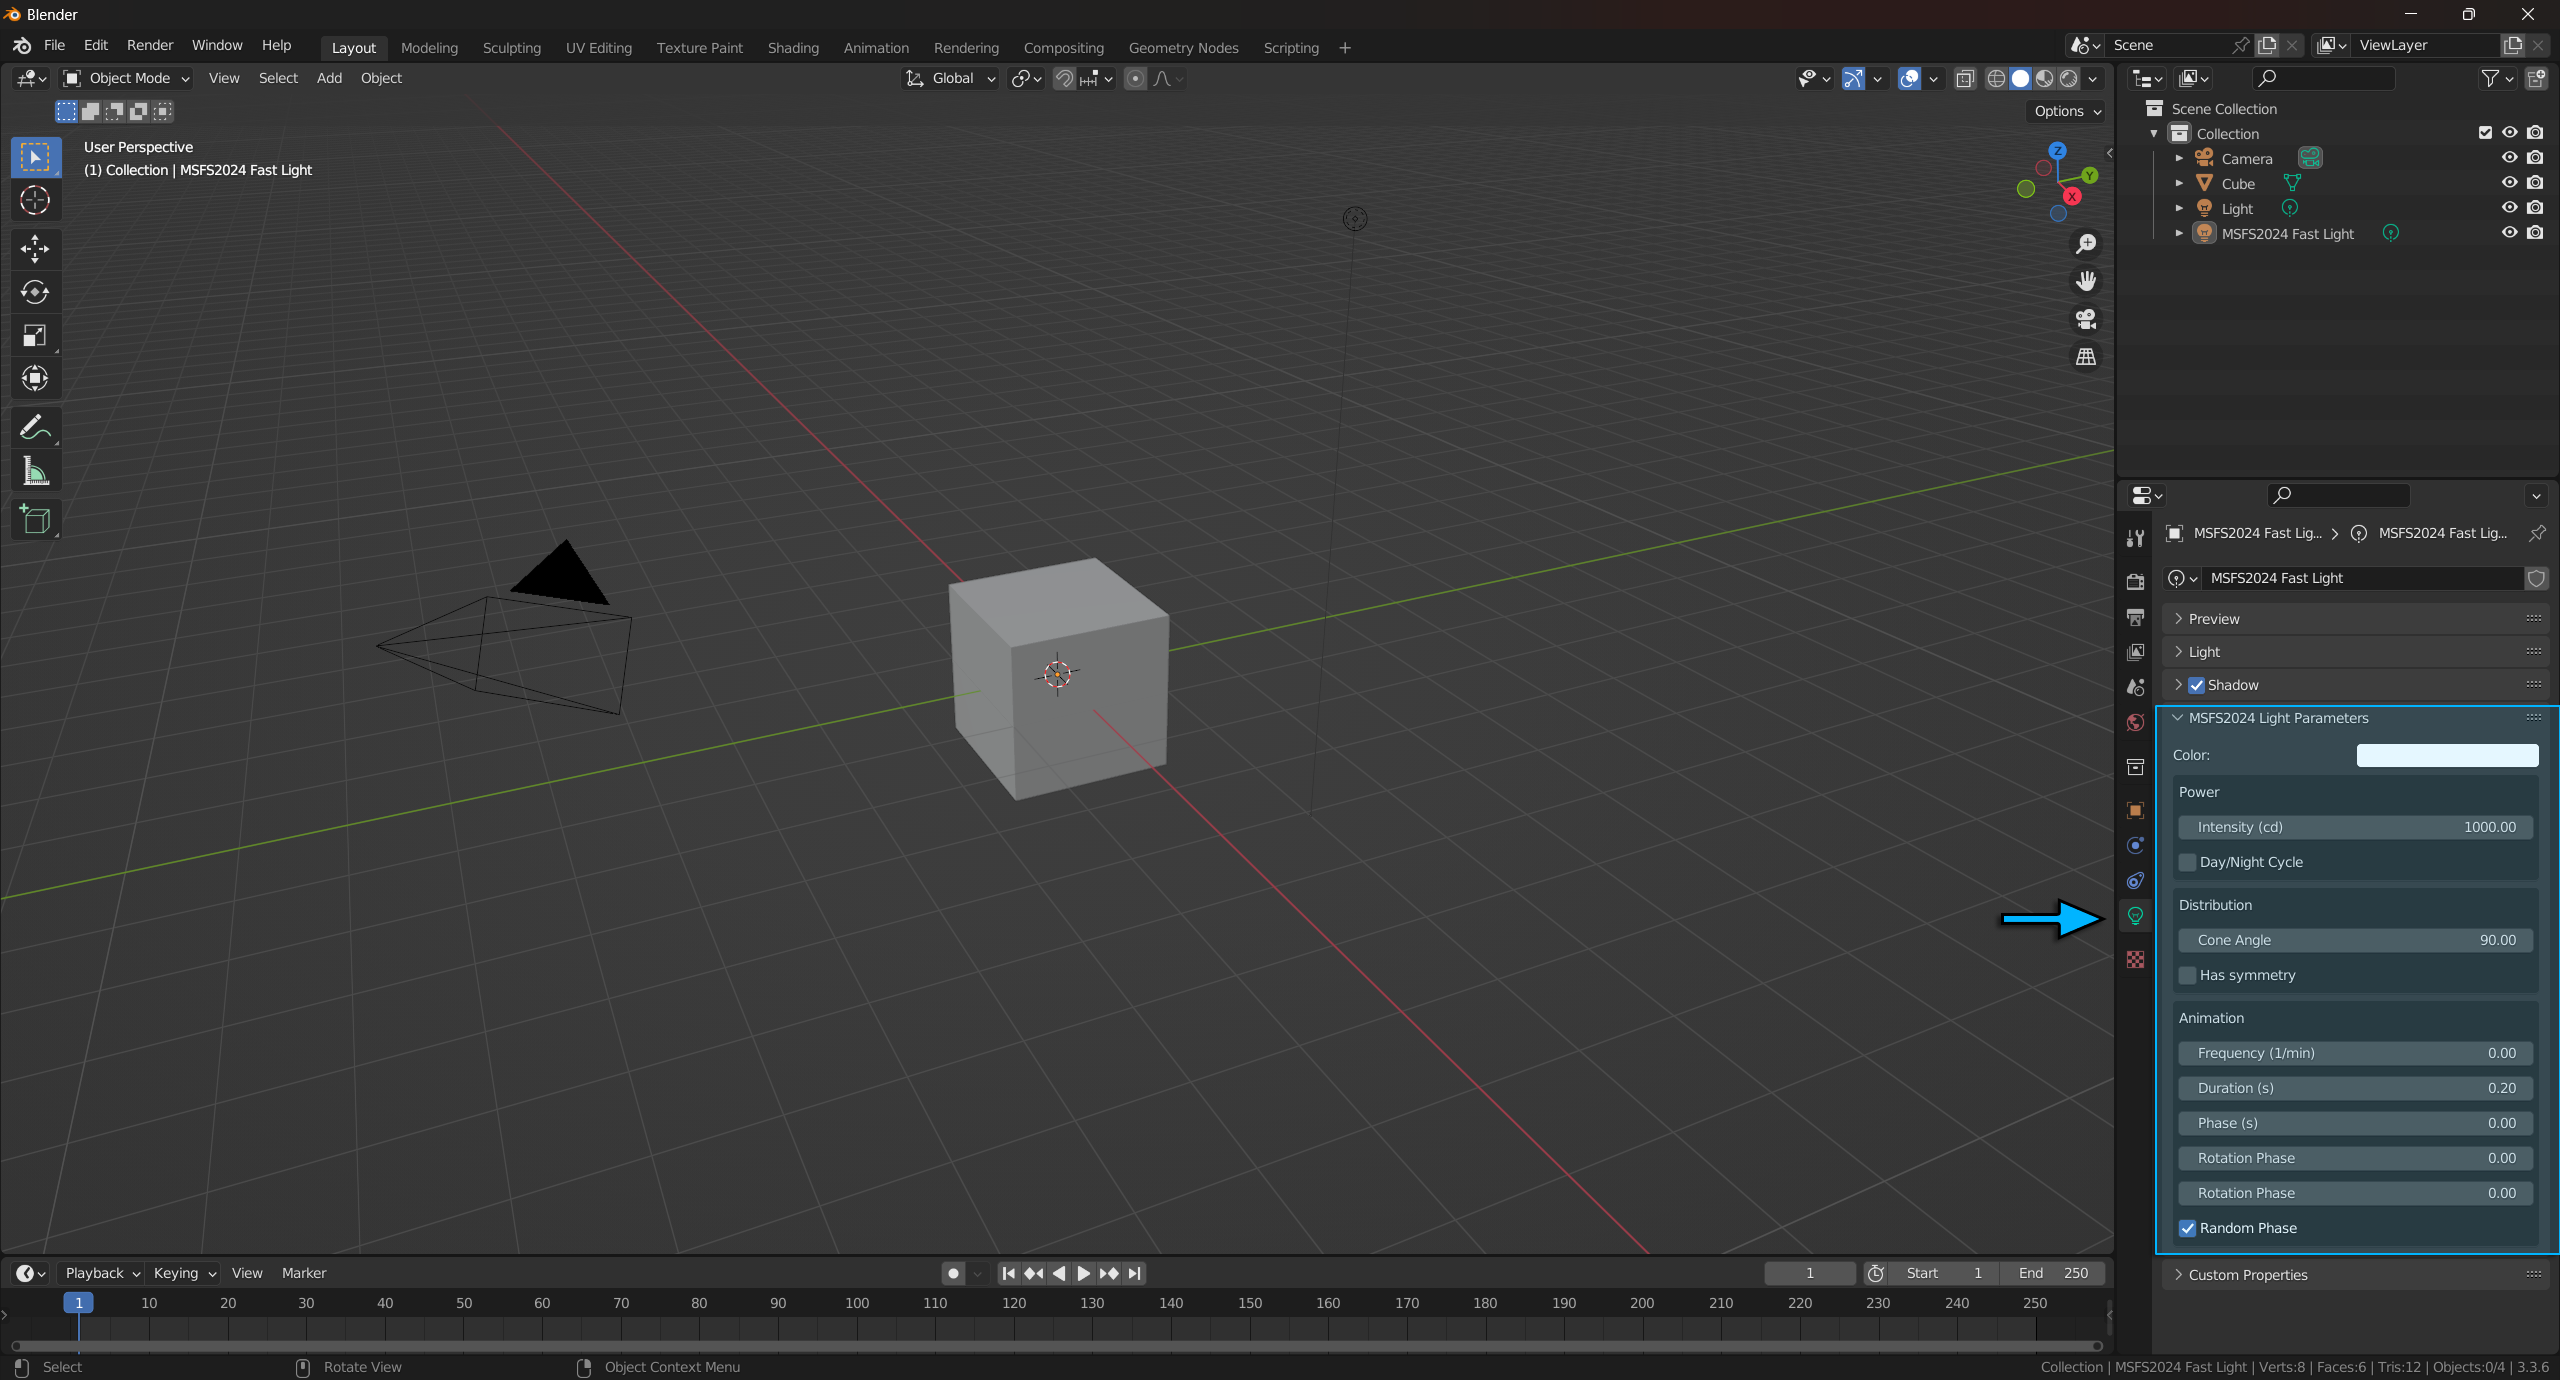 Blender
File Edit Render Window Help Layout Modeling Sculpting UV Editing Texture Paint Shading Animation Rendering Compositing Geometry Nodes Scripting + Scene ViewLayer
Object Mode View Select Add Object Global
Options
User Perspective
(1) Collection | MSFS2024 Fast Light
Z
Y
X
Scene Collection
Collection
Camera
Cube
Light
MSFS2024 Fast Light
MSFS2024 Fast Lig... > MSFS2024 Fast Lig...
MSFS2024 Fast Light
Preview
Light
Shadow
MSFS2024 Light Parameters
Color:
Power
Intensity (cd) 1000.00
Day/Night Cycle
Distribution
Cone Angle 90.00
Has symmetry
Animation
Frequency (1/min) 0.00
Duration (s) 0.20
Phase (s) 0.00
Rotation Phase 0.00
Rotation Phase 0.00
Random Phase
Custom Properties
Playback Keying View Marker 1 Start 1 End 250
1 10 20 30 40 50 60 70 80 90 100 110 120 130 140 150 160 170 180 190 200 210 220 230 240 250
Select Rotate View Object Context Menu Collection | MSFS2024 Fast Light | Verts:8 | Faces:6 | Tris:12 | Objects:0/4 | 3.3.6